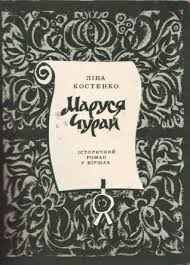 ЛІНА
КОСТЕНКО
Маруся
Чурай
ІСТОРИЧНИЙ
РОМАН
У ВІРШАХ